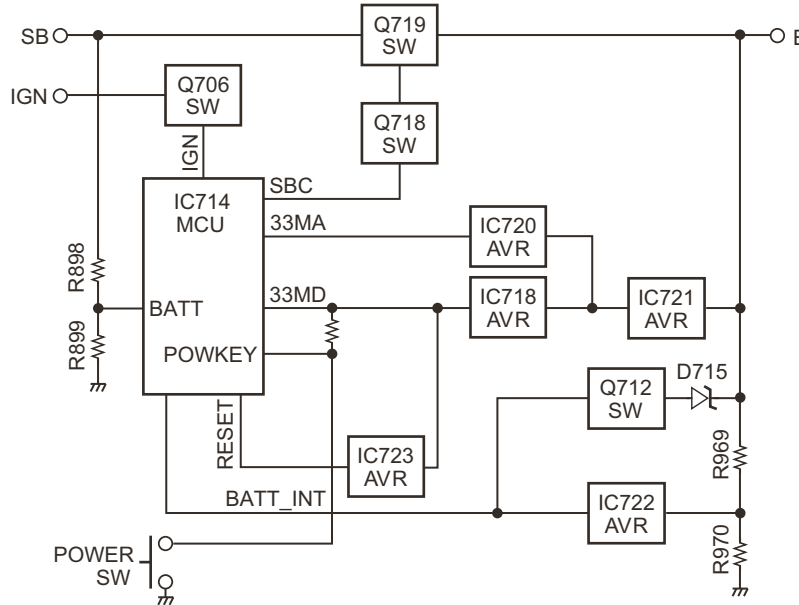 SB
Q719
SW
B
IGN
Q706
SW
Q718
SW
IGN
IC714
MCU
SBC
33MA
IC720
AVR
R898
33MD
IC718
AVR
IC721
AVR
BATT
R899
POWKEY
D715
Q712
SW
RESET
IC723
AVR
R969
BATT_INT
IC722
AVR
POWER
SW
R970